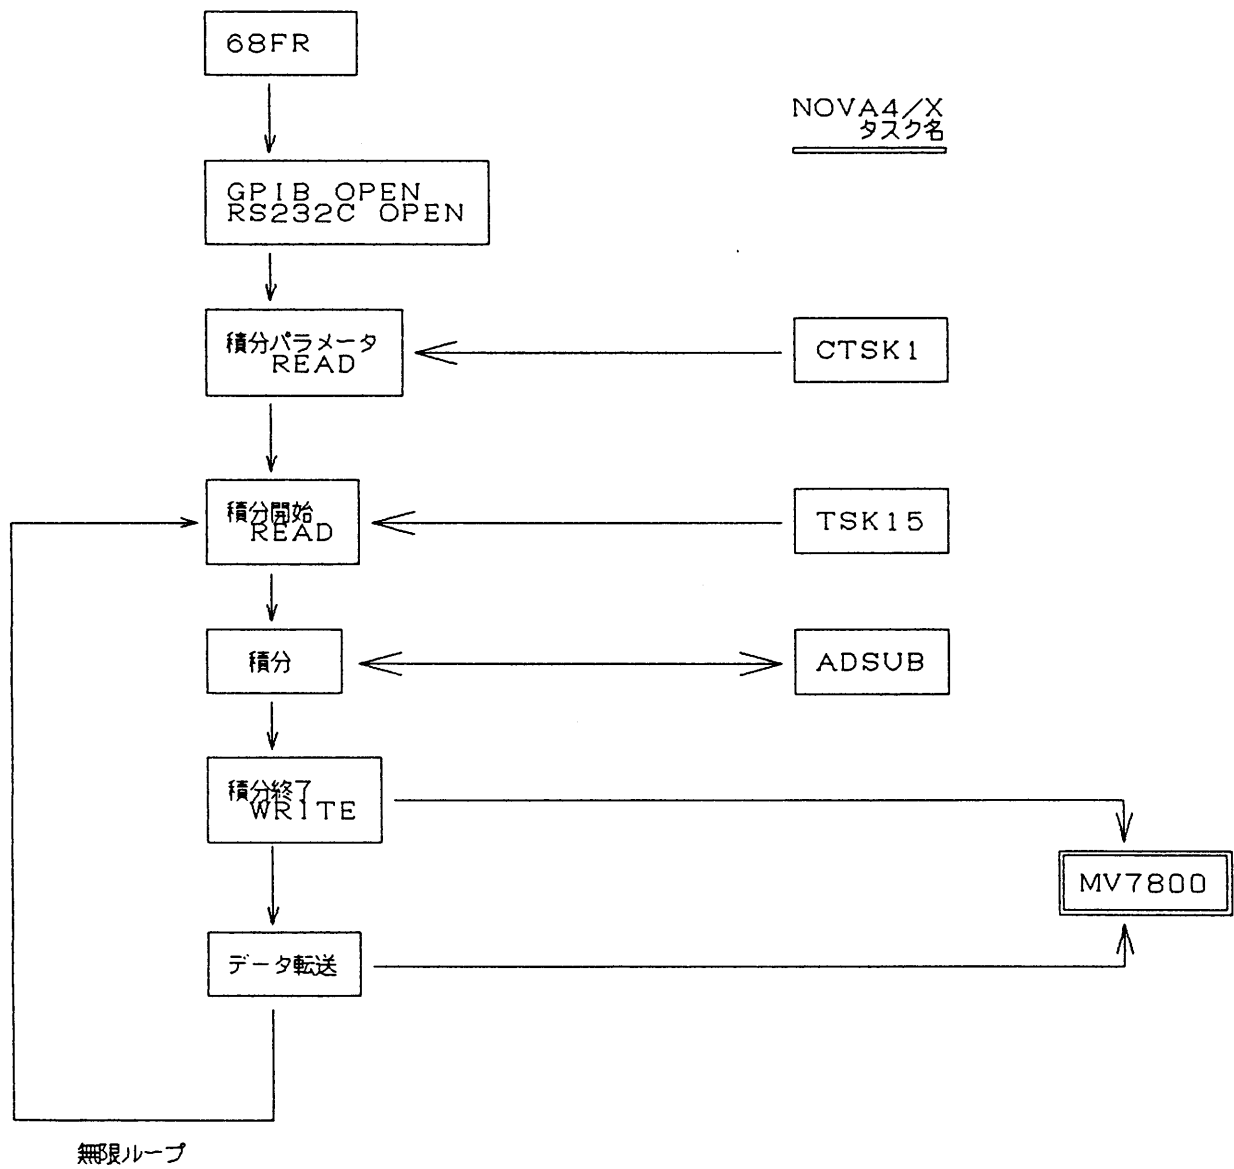 68FR
NOVA4/X
タスク名
GPIB OPEN
RS232C OPEN
積分パラメータ
READ
CTSK1
積分開始
READ
TSK15
積分
ADSUB
積分終了
WRITE
MV7800
データ転送
無限ループ